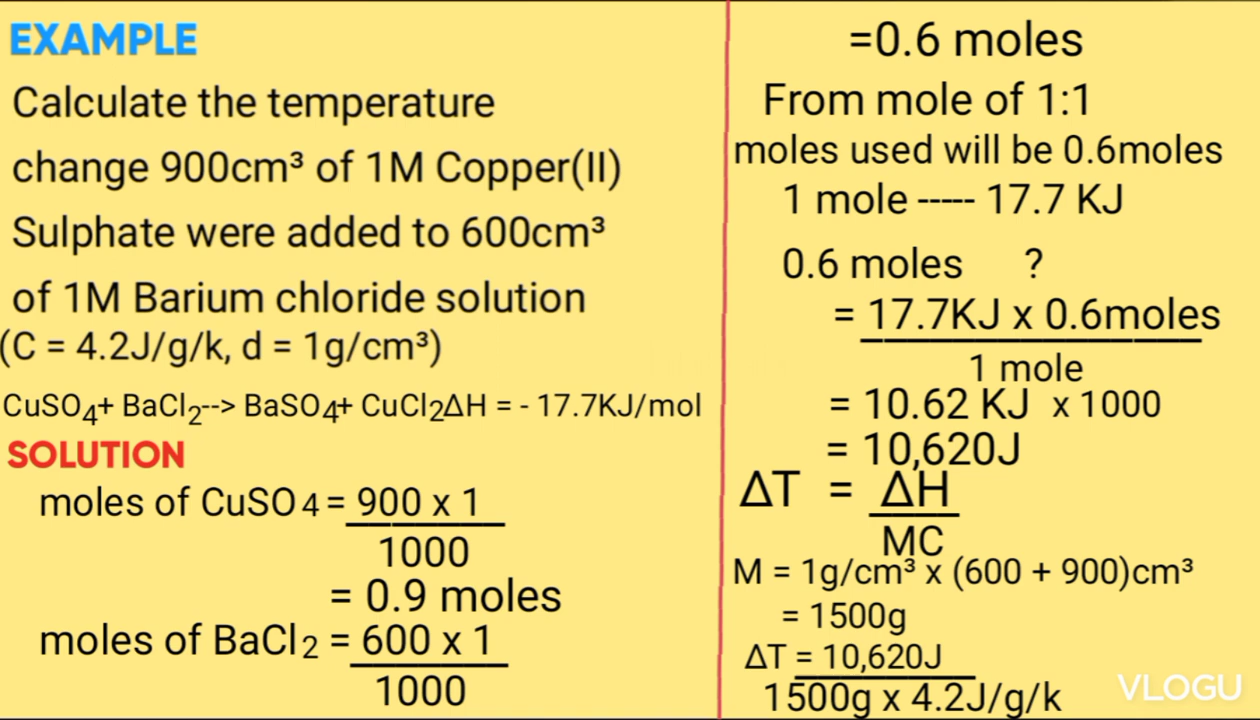 EXAMPLE
Calculate the temperature
change 900cm³ of 1M Copper(II)
Sulphate were added to 600cm³
of 1M Barium chloride solution
(C = 4.2J/g/k, d = 1g/cm³)
CuSO₄+ BaCl₂--> BaSO₄+ CuCl₂ΔH = - 17.7KJ/mol
SOLUTION
moles of CuSO₄ = 900 x 1
1000
= 0.9 moles
moles of BaCl₂ = 600 x 1
1000
=0.6 moles
From mole of 1:1
moles used will be 0.6moles
1 mole ----- 17.7 KJ
0.6 moles ?
= 17.7KJ x 0.6moles
1 mole
= 10.62 KJ x 1000
= 10,620J
ΔT = ΔH
MC
M = 1g/cm³ x (600 + 900)cm³
= 1500g
ΔT = 10,620J
1500g x 4.2J/g/k
VLOGU